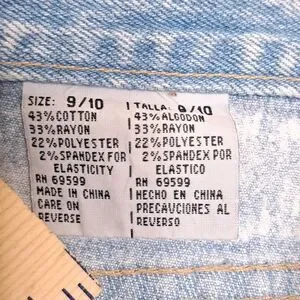 SIZE: 9/10
43% COTTON
33% RAYON
22% POLYESTER
2% SPANDEX FOR
ELASTICITY
RN 69599
MADE IN CHINA
CARE ON
REVERSE
TALLA: 9/10
43% ALGODON
33% RAYON
22% POLYESTER
2% SPANDEX FOR
ELASTICO
RN 69599
HECHO EN CHINA
PRECAUCIONES AL
REVERSO